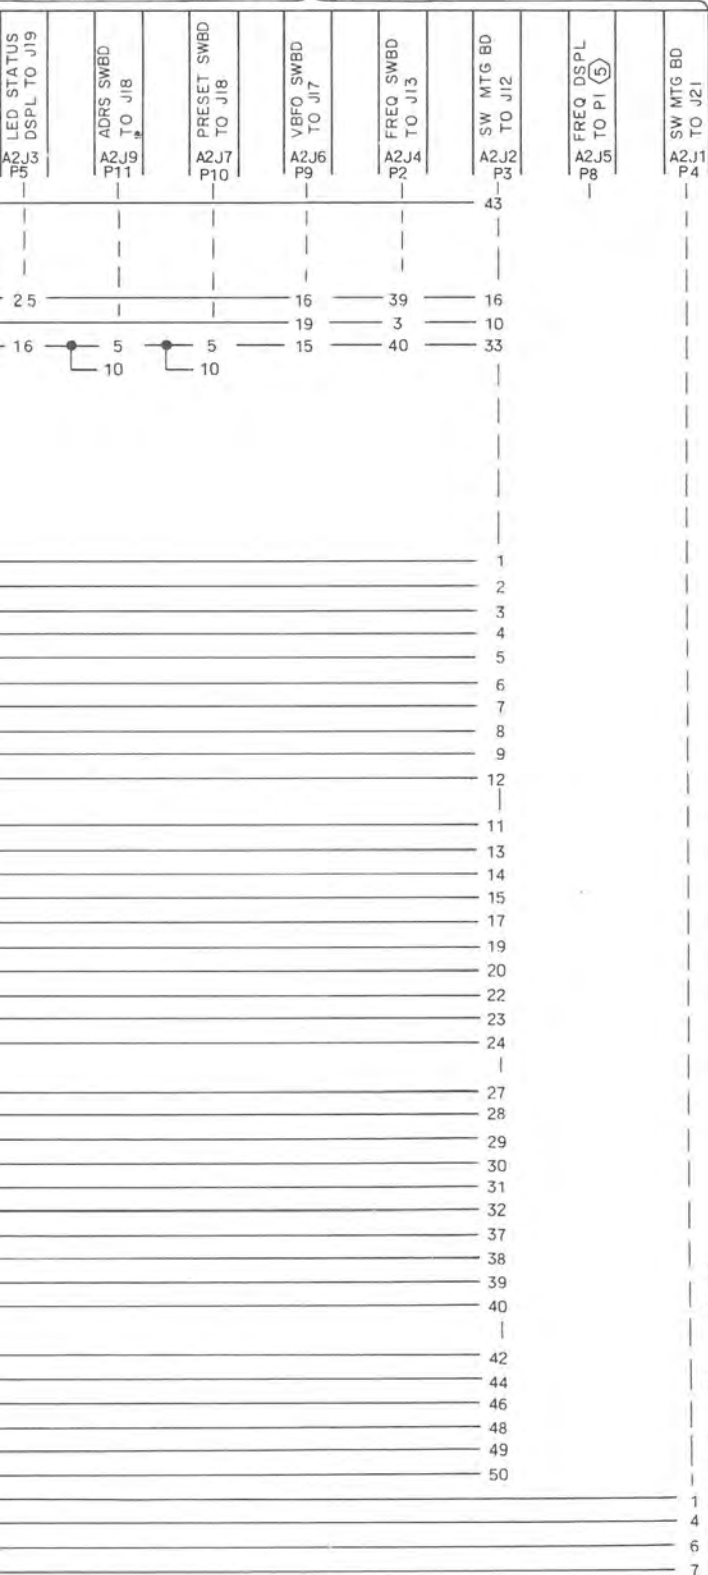 LED STATUS
DSPL TO J19
A2J3
P5
ADRS SWBD
TO J18
A2J9
P11
PRESET SWBD
TO J18
A2J7
P10
VBFO SWBD
TO J17
A2J6
P9
FREQ SWBD
TO J13
A2J4
P2
SW MTG BD
TO J12
A2J2
P3
FREQ DSPL
TO P1 5
A2J5
P8
SW MTG BD
TO J21
A2J1
P4
43
25 16 39 16
19 3 10
16 5 5 15 40 33
10 10
1
2
3
4
5
6
7
8
9
12
11
13
14
15
17
19
20
22
23
24
27
28
29
30
31
32
37
38
39
40
42
44
46
48
49
50
1
4
6
7